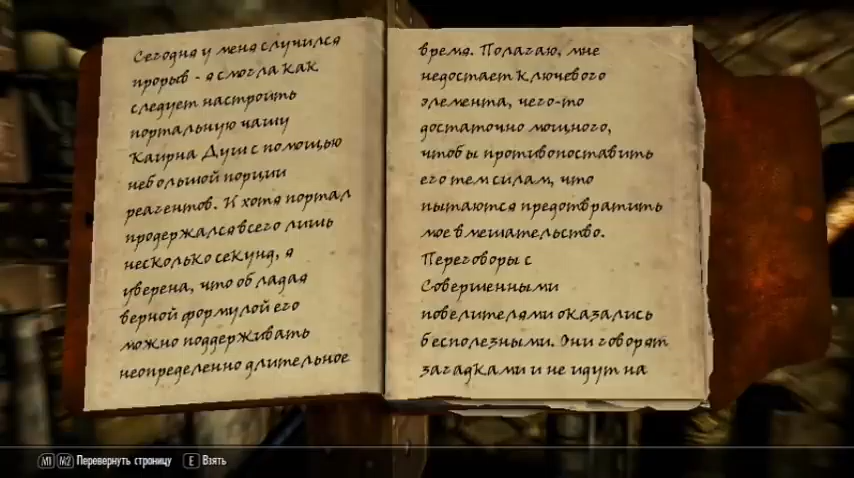 Сегодня у меня случился
прорыв - я смогла как
следует настроить
портальную чашу
Каирна Душ с помощью
небольшой порции
реагентов. И хотя портал
продержался всего лишь
несколько секунд, я
уверена, что обладая
верной формулой его
можно поддерживать
неопределенно длительное
время. Полагаю, мне
недостает ключевого
элемента, чего-то
достаточно мощного,
чтобы противопоставить
его тем силам, что
пытаются предотвратить
мое вмешательство.
Переговоры с
Совершенными
повелителями оказались
бесполезными. Они говорят
загадками и не идут на
M1 M2 Перевернуть страницу E Взять